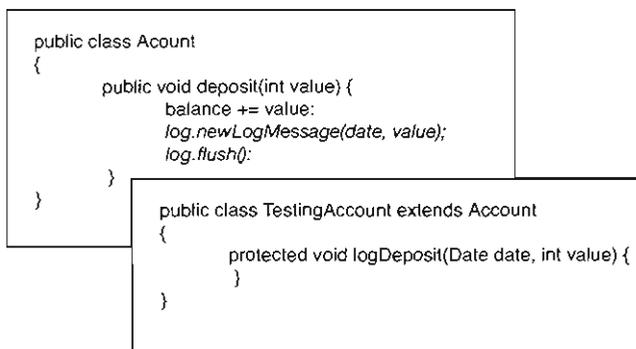 public class Acount
{
public void deposit(int value) {
balance += value:
log.newLogMessage(date, value);
log.flush():
}
}
public class TestingAccount extends Account
{
protected void logDeposit(Date date, int value) {
}
}